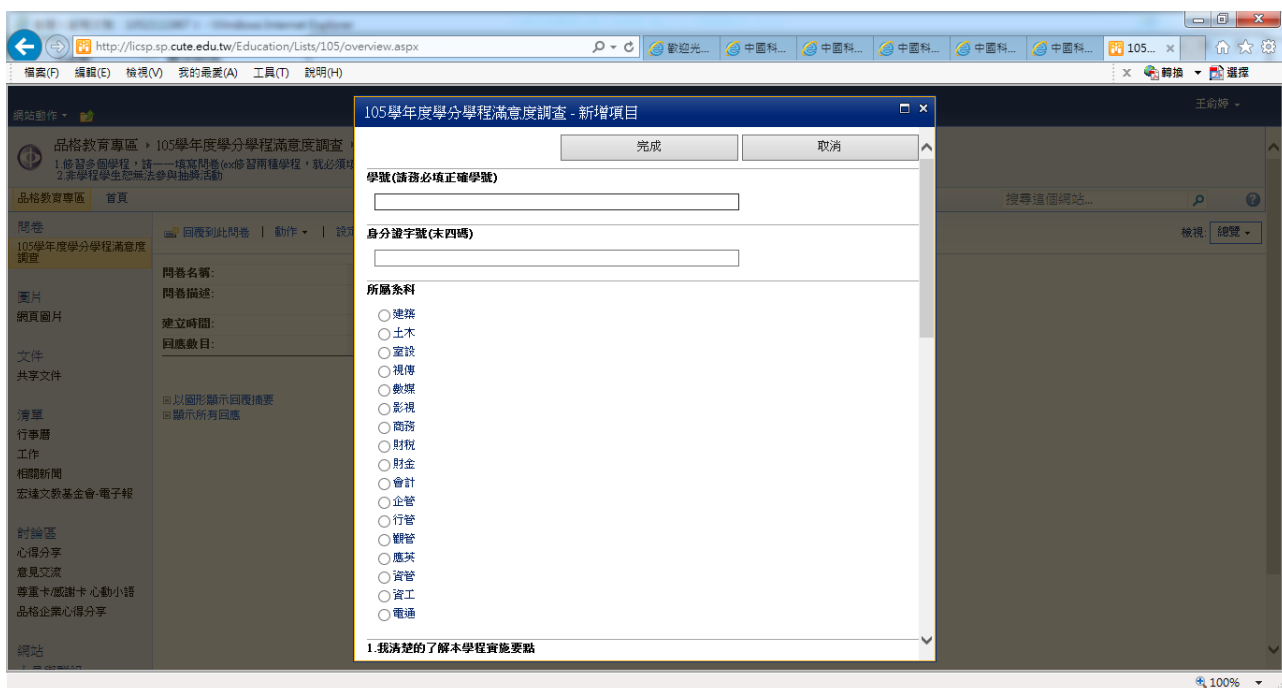 http://licsp.sp.cute.edu.tw/Education/Lists/105/overview.aspx
歡迎光...
中國科...
中國科...
中國科...
中國科...
中國科...
105...
檔案(F) 編輯(E) 檢視(V) 我的最愛(A) 工具(T) 說明(H)
轉換 選擇
網站動作
王俞婷
品格教育專區 105學年度學分學程滿意度調查
1.修習多個學程，請一一填寫問卷(ex修習兩種學程，就必須填
2.非學程學生恕無法參與抽獎活動
品格教育專區 首頁
搜尋這個網站...
問卷
105學年度學分學程滿意度
調查
圖片
網頁圖片
文件
共享文件
清單
行事曆
工作
相關新聞
宏達文教基金會-電子報
討論區
心得分享
意見交流
尊重卡/感謝卡 心動小語
品格企業心得分享
網站
回覆到此問卷 | 動作 | 設定
檢視: 總覽
問卷名稱:
問卷描述:
建立時間:
回應數目:
以圖形顯示回覆摘要
顯示所有回應
105學年度學分學程滿意度調查 - 新增項目
完成 取消
學號(請務必填正確學號)
身分證字號(末四碼)
所屬系科
建築
土木
室設
視傳
數媒
影視
商務
財稅
財金
會計
企管
行管
觀管
應英
資管
資工
電通
1.我清楚的了解本學程實施要點
100%